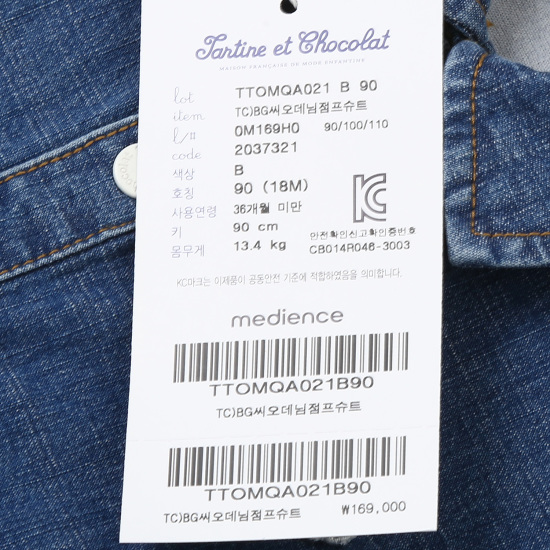 Tartine et Chocolat
MAISON FRANÇAISE DE MODE ENFANTINE
lot TTOMQA021 B 90
item TC)BG씨오데님점프슈트
l/# 0M169H0 90/100/110
code 2037321
색상 B
호칭 90 (18M)
사용연령 36개월 미만
키 90 cm
몸무게 13.4 kg
안전확인신고확인증번호
CB014R046-3003
KC마크는 이제품이 공통안전 기준에 적합하였음을 의미합니다.
medience
TTOMQA021B90
TC)BG씨오데님점프슈트
TTOMQA021B90
TC)BG씨오데님점프슈트 ₩169,000